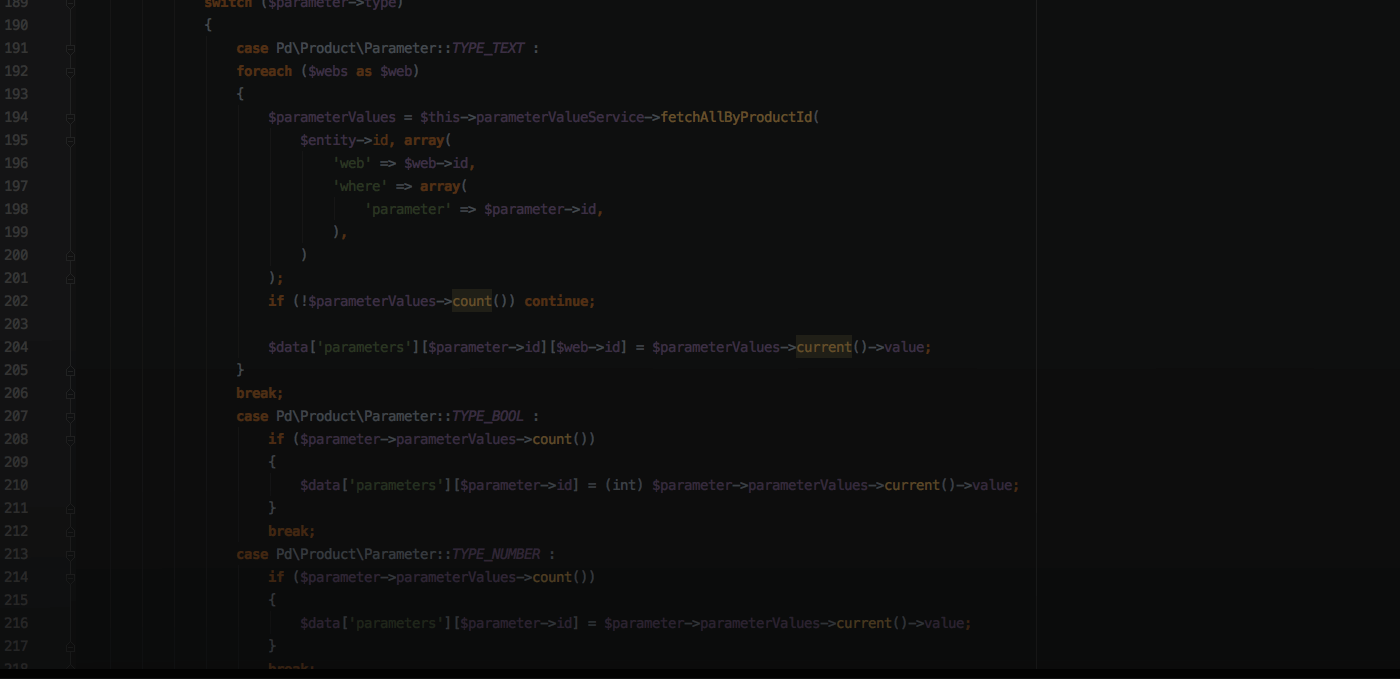 189 switch ($parameter->type)
190 {
191 case Pd\Product\Parameter::TYPE_TEXT :
192 foreach ($webs as $web)
193 {
194 $parameterValues = $this->parameterValueService->fetchAllByProductId(
195 $entity->id, array(
196 'web' => $web->id,
197 'where' => array(
198 'parameter' => $parameter->id,
199 ),
200 )
201 );
202 if (!$parameterValues->count()) continue;
203
204 $data['parameters'][$parameter->id][$web->id] = $parameterValues->current()->value;
205 }
206 break;
207 case Pd\Product\Parameter::TYPE_BOOL :
208 if ($parameter->parameterValues->count())
209 {
210 $data['parameters'][$parameter->id] = (int) $parameter->parameterValues->current()->value;
211 }
212 break;
213 case Pd\Product\Parameter::TYPE_NUMBER :
214 if ($parameter->parameterValues->count())
215 {
216 $data['parameters'][$parameter->id] = $parameter->parameterValues->current()->value;
217 }
218 break;